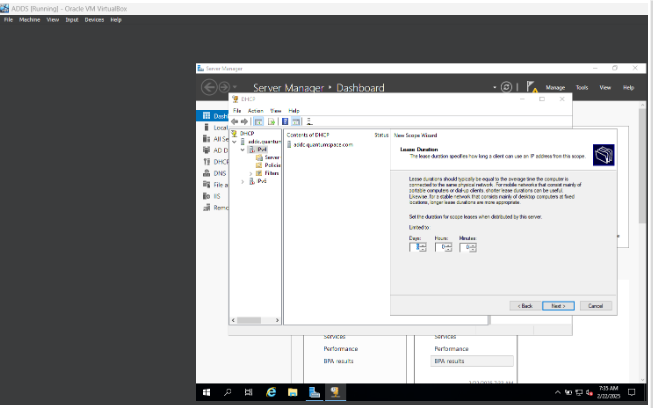 ADDS [Running] - Oracle VM VirtualBox
File Machine View Input Devices Help
Server Manager
Server Manager • Dashboard
Manage Tools View Help
DHCP
File Action View Help
Dash
Local
All Se
AD D
DHCP
DNS
File a
IIS
Remo
DHCP
addc.quantum
IPv4
Server
Policie
Filters
IPv6
Contents of DHCP
Status
addc.quantumspace.com
New Scope Wizard
Lease Duration
The lease duration specifies how long a client can use an IP address from this scope.
Lease durations should typically be equal to the average time the computer is
connected to the same physical network. For mobile networks that consist mainly of
portable computers or dial-up clients, shorter lease durations can be useful.
Likewise, for a stable network that consists mainly of desktop computers at fixed
locations, longer lease durations are more appropriate.
Set the duration for scope leases when distributed by this server.
Limited to:
Days: Hours: Minutes:
0 0
< Back Next > Cancel
Services Services
Performance Performance
BPA results BPA results
7:35 AM
2/22/2025